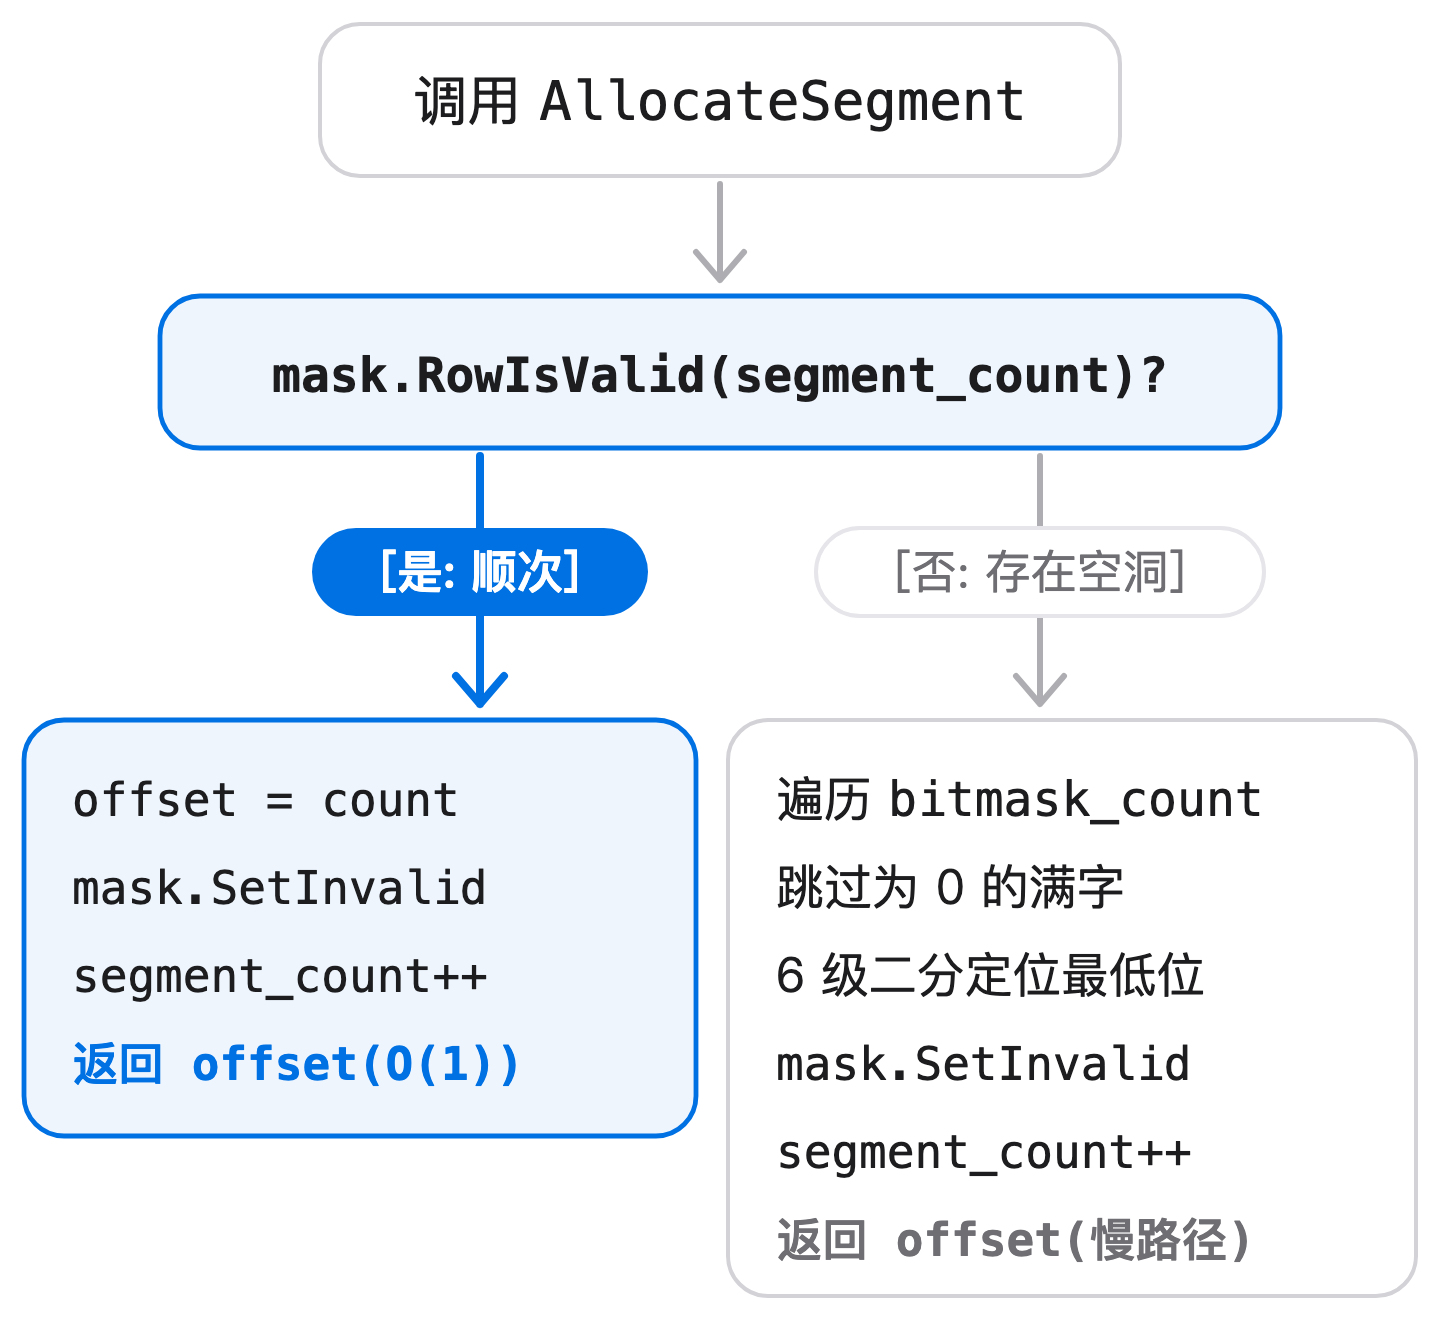 调用 AllocateSegment
mask.RowIsValid(segment_count)?
[是: 顺次]
[否: 存在空洞]
offset = count
mask.SetInvalid
segment_count++
返回 offset(O(1))
遍历 bitmask_count
跳过为 0 的满字
6 级二分定位最低位
mask.SetInvalid
segment_count++
返回 offset(慢路径)